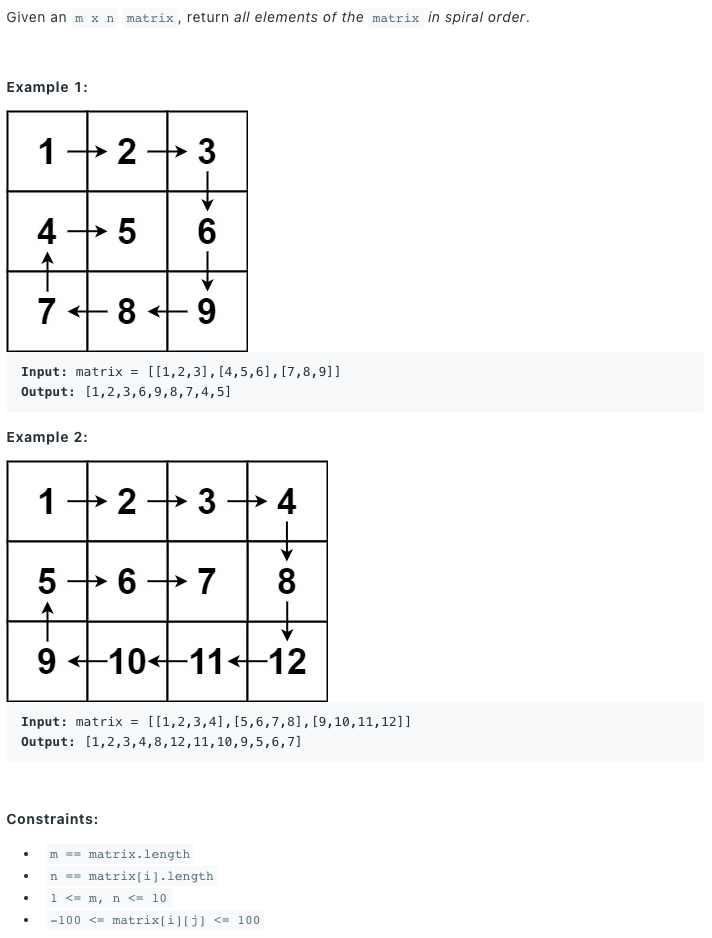 Given an m x n matrix, return all elements of the matrix in spiral order.
Example 1:
1 2 3
4 5 6
7 8 9
Input: matrix = [[1,2,3],[4,5,6],[7,8,9]]
Output: [1,2,3,6,9,8,7,4,5]
Example 2:
1 2 3 4
5 6 7 8
9 10 11 12
Input: matrix = [[1,2,3,4],[5,6,7,8],[9,10,11,12]]
Output: [1,2,3,4,8,12,11,10,9,5,6,7]
Constraints:
• m == matrix.length
• n == matrix[i].length
• 1 <= m, n <= 10
• -100 <= matrix[i][j] <= 100